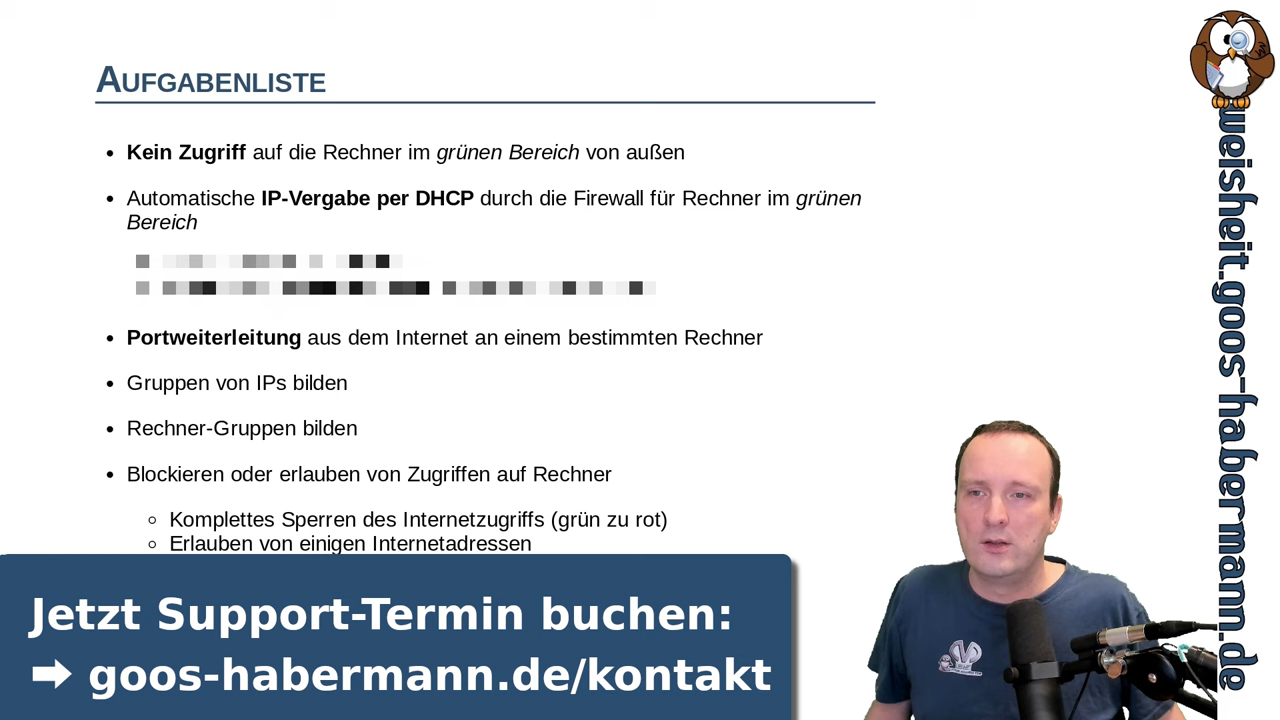 AUFGABENLISTE
• Kein Zugriff auf die Rechner im grünen Bereich von außen
• Automatische IP-Vergabe per DHCP durch die Firewall für Rechner im grünen
Bereich
• Portweiterleitung aus dem Internet an einem bestimmten Rechner
• Gruppen von IPs bilden
• Rechner-Gruppen bilden
• Blockieren oder erlauben von Zugriffen auf Rechner
◦ Komplettes Sperren des Internetzugriffs (grün zu rot)
◦ Erlauben von einigen Internetadressen
Jetzt Support-Termin buchen:
➡ goos-habermann.de/kontakt
weisheit.goos-habermann.de